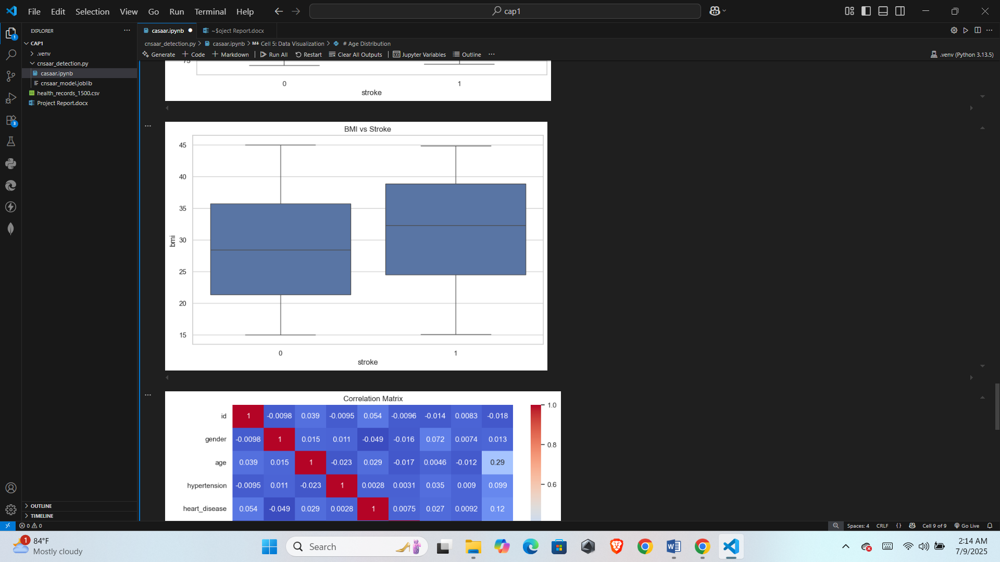 File Edit Selection View Go Run Terminal Help
cap1
EXPLORER
CAP1
.venv
cnsaar_detection.py
casaar.ipynb
cnsaar_model.joblib
health_records_1500.csv
Project Report.docx
OUTLINE
TIMELINE
casaar.ipynb
~$oject Report.docx
cnsaar_detection.py > casaar.ipynb > M↓ Cell 5: Data Visualization > # Age Distribution
Generate + Code + Markdown | Run All Restart Clear All Outputs | Jupyter Variables Outline ...
.venv (Python 3.13.5)
75
0 1
stroke
BMI vs Stroke
45
40
35
30
25
20
15
bmi
0 1
stroke
Correlation Matrix
id 1 -0.0098 0.039 -0.0095 0.054 -0.0096 -0.014 0.0083 -0.018
gender -0.0098 1 0.015 0.011 -0.049 -0.016 0.072 0.0074 0.013
age 0.039 0.015 1 -0.023 0.029 -0.017 0.0046 -0.012 0.29
hypertension -0.0095 0.011 -0.023 1 0.0028 0.0031 0.035 0.009 0.099
heart_disease 0.054 -0.049 0.029 0.0028 1 0.0075 0.027 0.0092 0.12
1.0
0.8
0.6
0 0
Spaces: 4 CRLF {} Cell 9 of 9 Go Live
1
84°F
Mostly cloudy
Search
2:14 AM
7/9/2025